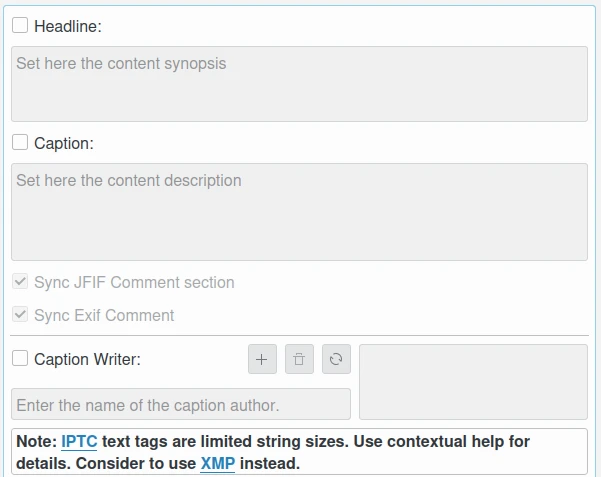 Headline:
Set here the content synopsis
Caption:
Set here the content description
Sync JFIF Comment section
Sync Exif Comment
Caption Writer:
Enter the name of the caption author.
Note: IPTC text tags are limited string sizes. Use contextual help for
details. Consider to use XMP instead.